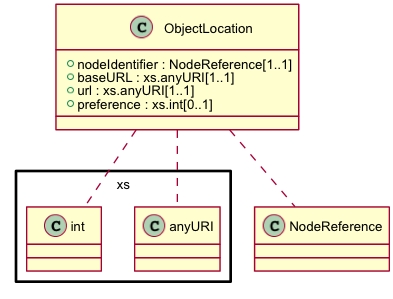 C ObjectLocation
nodeIdentifier : NodeReference[1..1]
baseURL : xs.anyURI[1..1]
url : xs.anyURI[1..1]
preference : xs.int[0..1]
xs
C int
C anyURI
C NodeReference